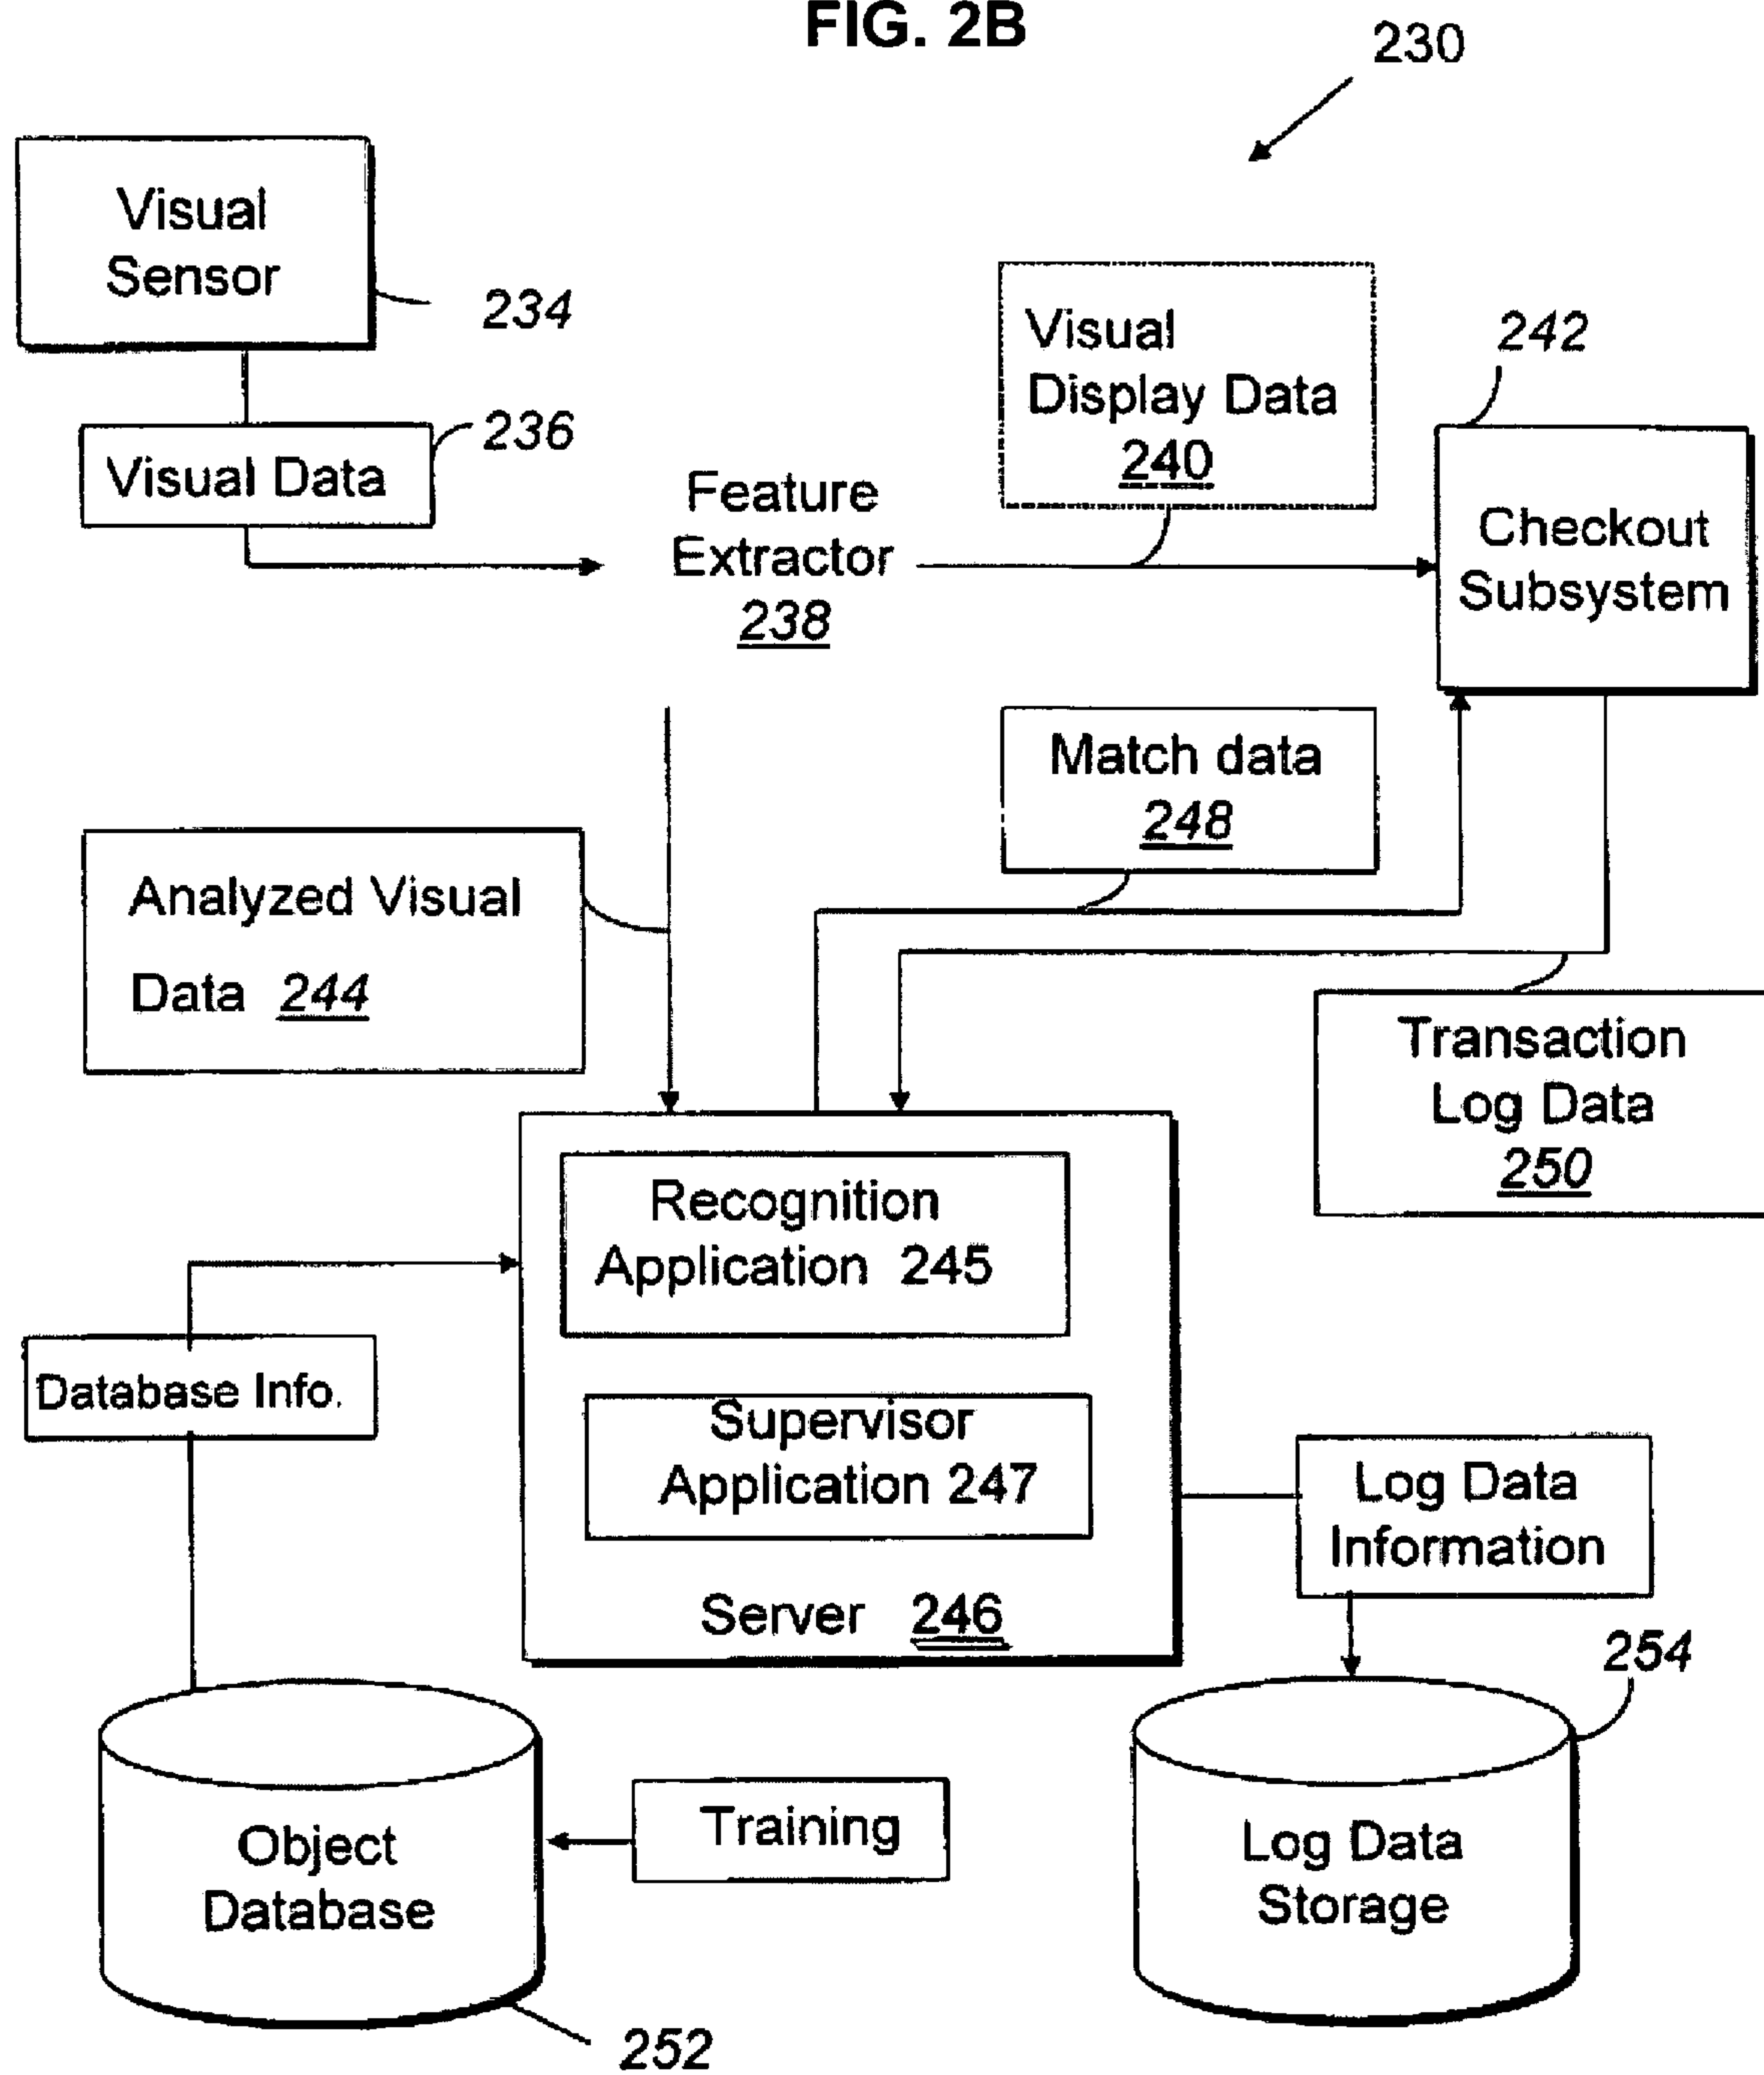 FIG. 2B
230
Visual
Sensor
234
Visual Data
236
Feature
Extractor
238
Visual
Display Data
240
242
Checkout
Subsystem
Match data
248
Analyzed Visual
Data 244
Transaction
Log Data
250
Recognition
Application 245
Supervisor
Application 247
Server 246
Database Info.
Log Data
Information
254
Object
Database
252
Training
Log Data
Storage